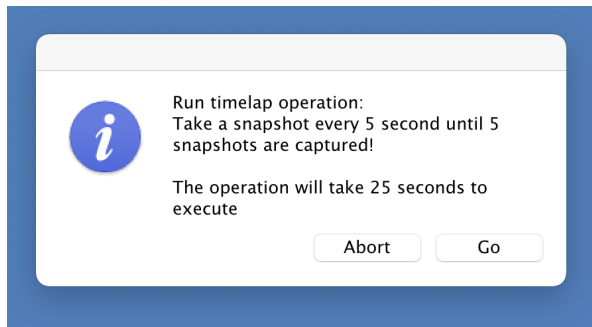 Run timelap operation:
Take a snapshot every 5 second until 5
snapshots are captured!
The operation will take 25 seconds to
execute
Abort
Go